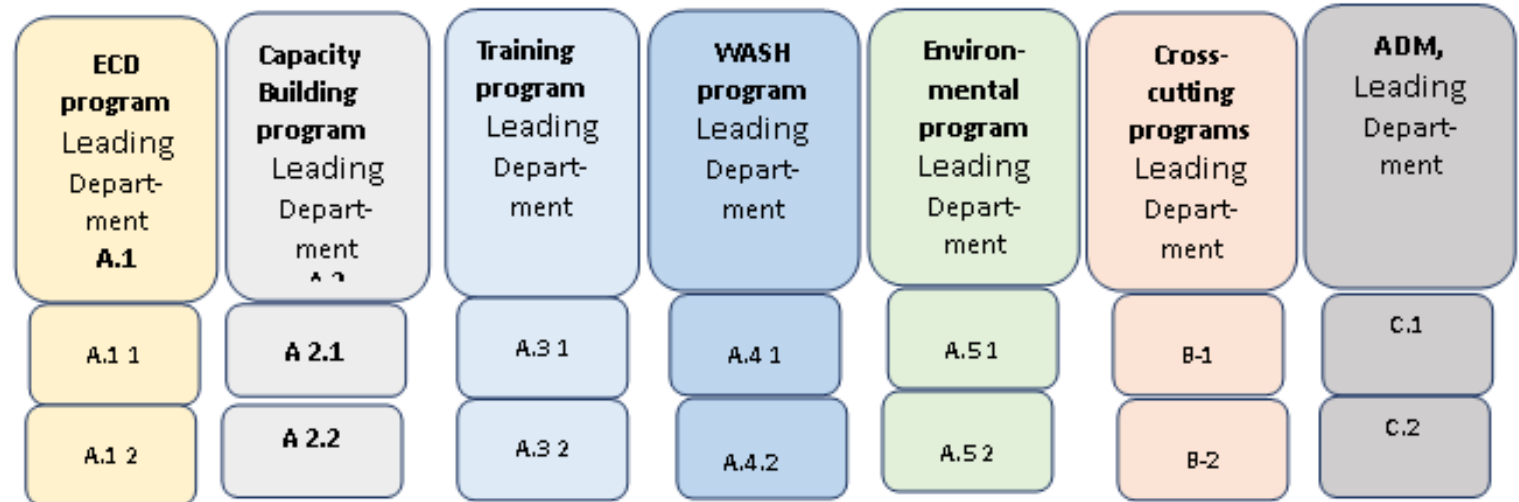 ECD
program
Leading
Depart-
ment
A.1
Capacity
Building
program
Leading
Depart-
ment
Training
program
Leading
Depart-
ment
WASH
program
Leading
Depart-
ment
Environ-
mental
program
Leading
Depart-
ment
Cross-
cutting
programs
Leading
Depart-
ment
ADM,
Leading
Depart-
ment
A.1 1
A 2.1
A.3 1
A.4 1
A.5 1
B-1
C.1
A.1 2
A 2.2
A.3 2
A.4.2
A.5 2
B-2
C.2